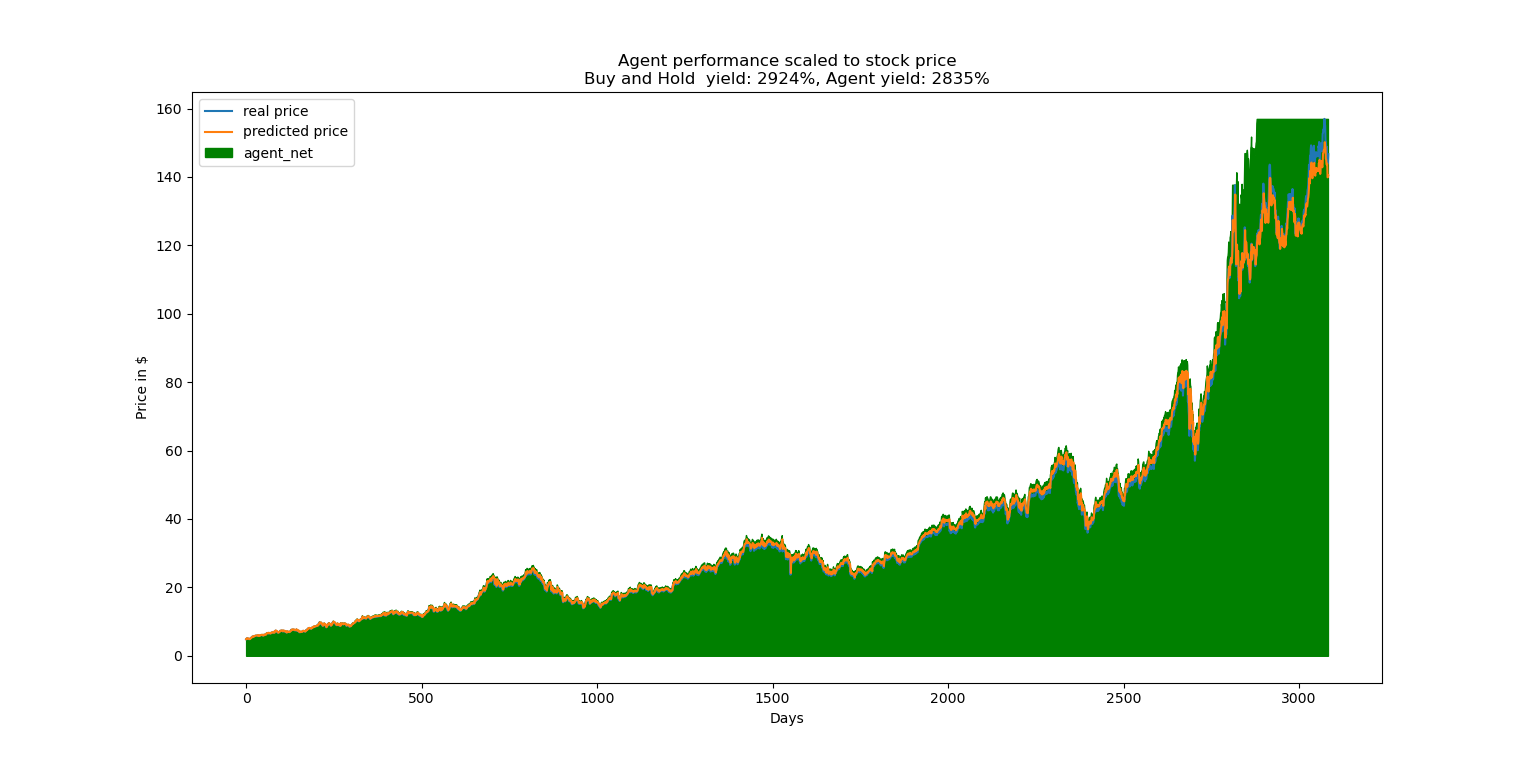 Agent performance scaled to stock price
Buy and Hold  yield: 2924%, Agent yield: 2835%
real price
predicted price
agent_net
160
140
120
100
80
60
40
20
0
Price in $
0 500 1000 1500 2000 2500 3000
Days